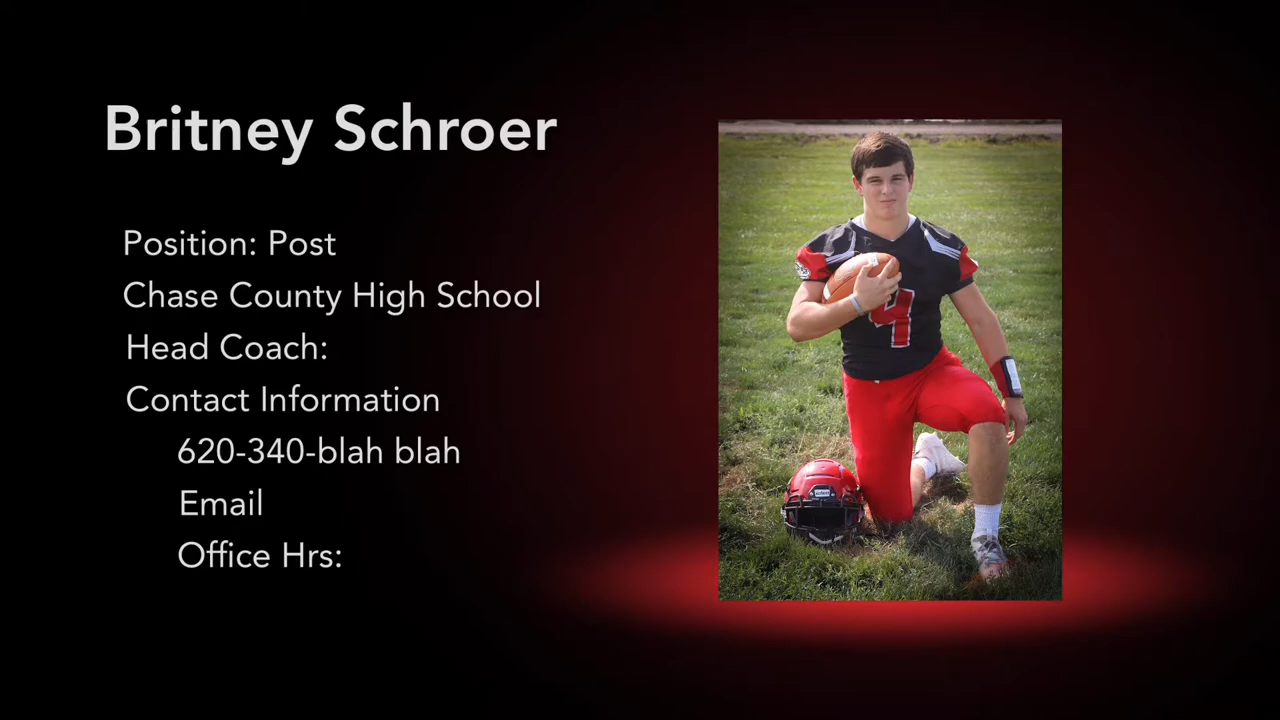 Britney Schroer
Position: Post
Chase County High School
Head Coach:
Contact Information
620-340-blah blah
Email
Office Hrs:
4